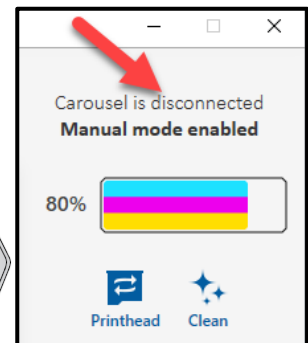 Carousel is disconnected
Manual mode enabled
80%
Printhead Clean